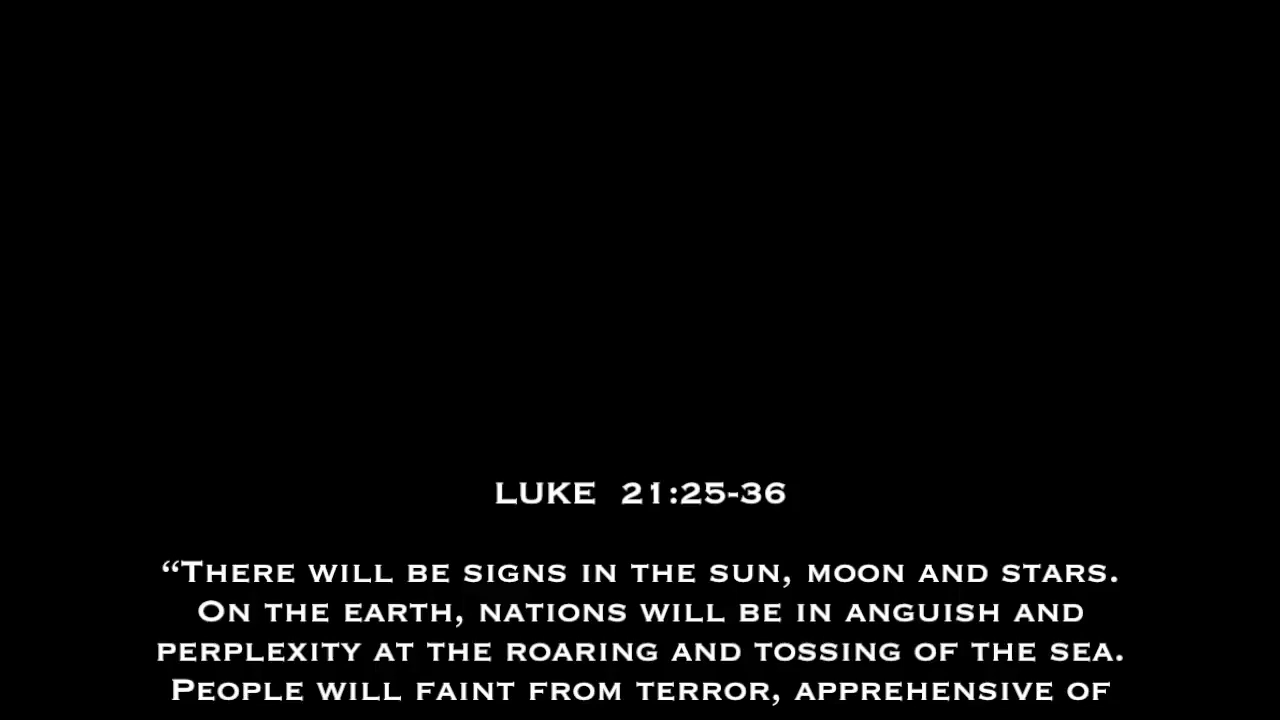 LUKE 21:25-36
“THERE WILL BE SIGNS IN THE SUN, MOON AND STARS.
ON THE EARTH, NATIONS WILL BE IN ANGUISH AND
PERPLEXITY AT THE ROARING AND TOSSING OF THE SEA.
PEOPLE WILL FAINT FROM TERROR, APPREHENSIVE OF